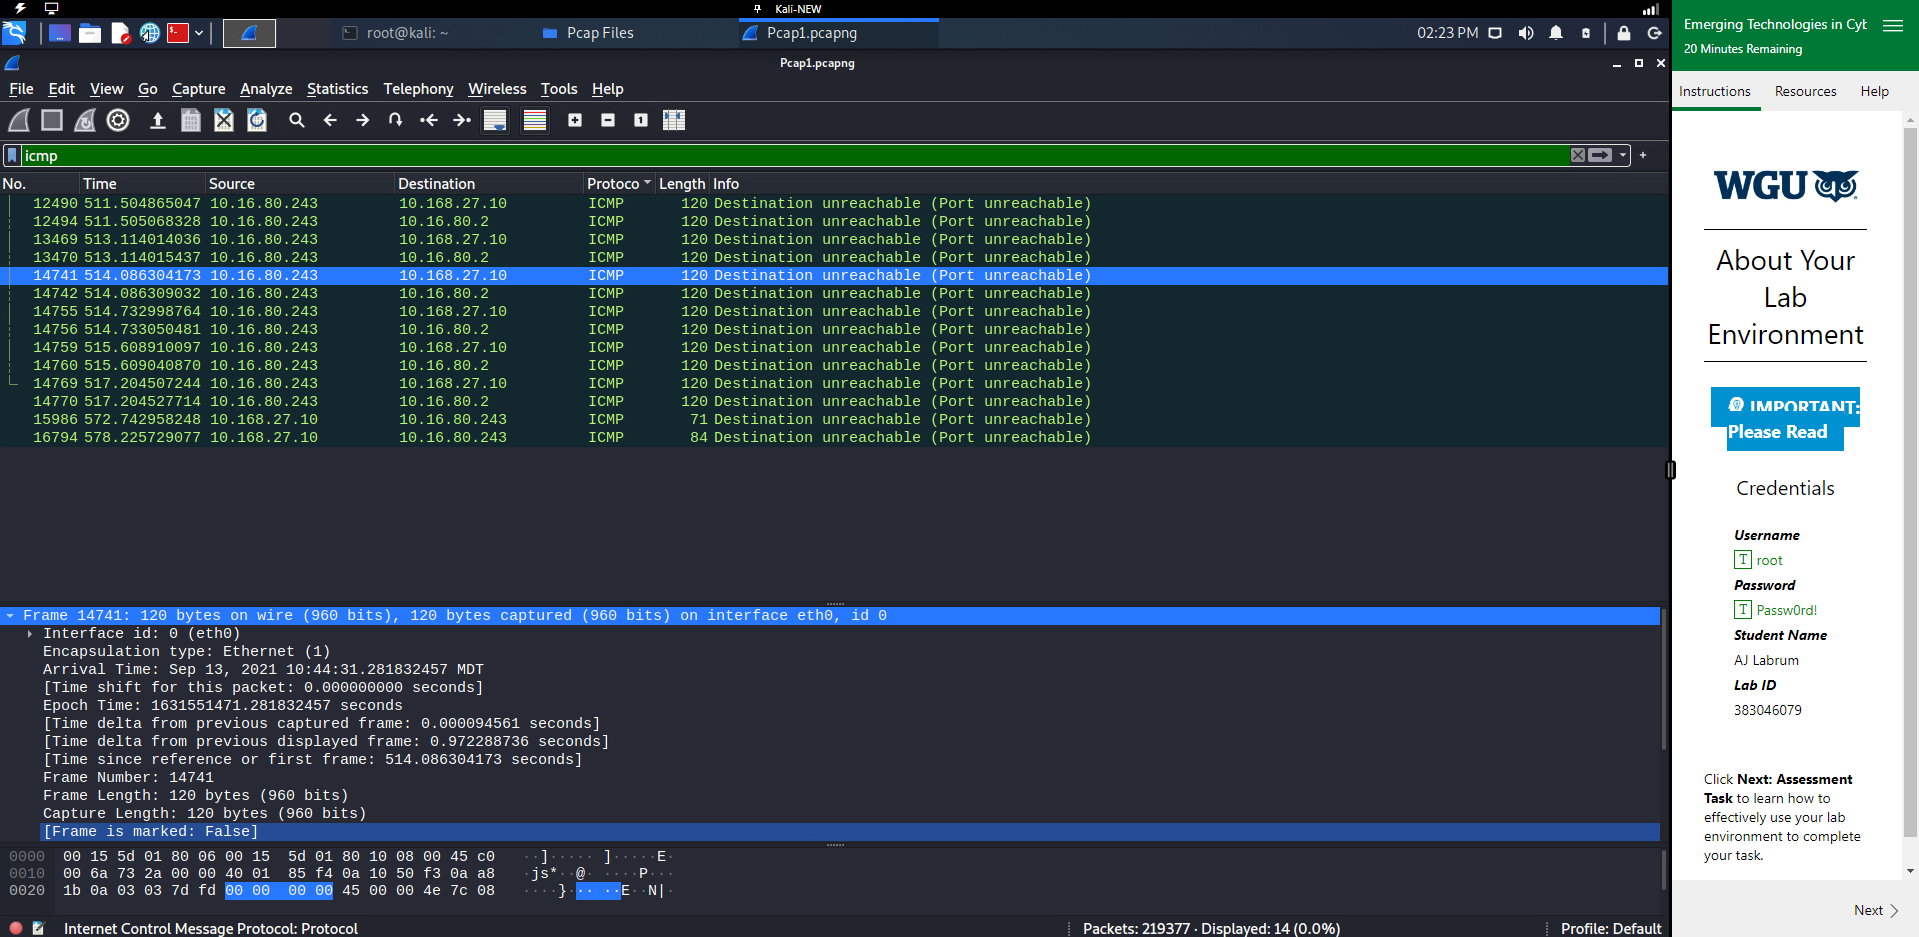 Kali-NEW
root@kali: ~
Pcap Files
Pcap1.pcapng
02:23 PM
Pcap1.pcapng
File Edit View Go Capture Analyze Statistics Telephony Wireless Tools Help
icmp
No. Time Source Destination Protoco Length Info
12490 511.504865047 10.16.80.243 10.168.27.10 ICMP 120 Destination unreachable (Port unreachable)
12494 511.505068328 10.16.80.243 10.16.80.2 ICMP 120 Destination unreachable (Port unreachable)
13469 513.114014036 10.16.80.243 10.168.27.10 ICMP 120 Destination unreachable (Port unreachable)
13470 513.114015437 10.16.80.243 10.16.80.2 ICMP 120 Destination unreachable (Port unreachable)
14741 514.086304173 10.16.80.243 10.168.27.10 ICMP 120 Destination unreachable (Port unreachable)
14742 514.086309032 10.16.80.243 10.16.80.2 ICMP 120 Destination unreachable (Port unreachable)
14755 514.732998764 10.16.80.243 10.168.27.10 ICMP 120 Destination unreachable (Port unreachable)
14756 514.733050481 10.16.80.243 10.16.80.2 ICMP 120 Destination unreachable (Port unreachable)
14759 515.608910097 10.16.80.243 10.168.27.10 ICMP 120 Destination unreachable (Port unreachable)
14760 515.609040870 10.16.80.243 10.16.80.2 ICMP 120 Destination unreachable (Port unreachable)
14769 517.204507244 10.16.80.243 10.168.27.10 ICMP 120 Destination unreachable (Port unreachable)
14770 517.204527714 10.16.80.243 10.16.80.2 ICMP 120 Destination unreachable (Port unreachable)
15986 572.742958248 10.168.27.10 10.16.80.243 ICMP 71 Destination unreachable (Port unreachable)
16794 578.225729077 10.168.27.10 10.16.80.243 ICMP 84 Destination unreachable (Port unreachable)
Frame 14741: 120 bytes on wire (960 bits), 120 bytes captured (960 bits) on interface eth0, id 0
Interface id: 0 (eth0)
Encapsulation type: Ethernet (1)
Arrival Time: Sep 13, 2021 10:44:31.281832457 MDT
[Time shift for this packet: 0.000000000 seconds]
Epoch Time: 1631551471.281832457 seconds
[Time delta from previous captured frame: 0.000094561 seconds]
[Time delta from previous displayed frame: 0.972288736 seconds]
[Time since reference or first frame: 514.086304173 seconds]
Frame Number: 14741
Frame Length: 120 bytes (960 bits)
Capture Length: 120 bytes (960 bits)
[Frame is marked: False]
0000 00 15 5d 01 80 06 00 15 5d 01 80 10 08 00 45 c0 ··]····· ]·····E·
0010 00 6a 73 2a 00 00 40 01 85 f4 0a 10 50 f3 0a a8 ·js*··@· ····P···
0020 1b 0a 03 03 7d fd 00 00 00 00 45 00 00 4e 7c 08 ····}··· ··E··N|·
Internet Control Message Protocol: Protocol
Packets: 219377 · Displayed: 14 (0.0%)
Profile: Default
Emerging Technologies in Cyb
20 Minutes Remaining
Instructions Resources Help
WGU
About Your
Lab
Environment
IMPORTANT:
Please Read
Credentials
Username
T root
Password
T Passw0rd!
Student Name
AJ Labrum
Lab ID
383046079
Click Next: Assessment
Task to learn how to
effectively use your lab
environment to complete
your task.
Next